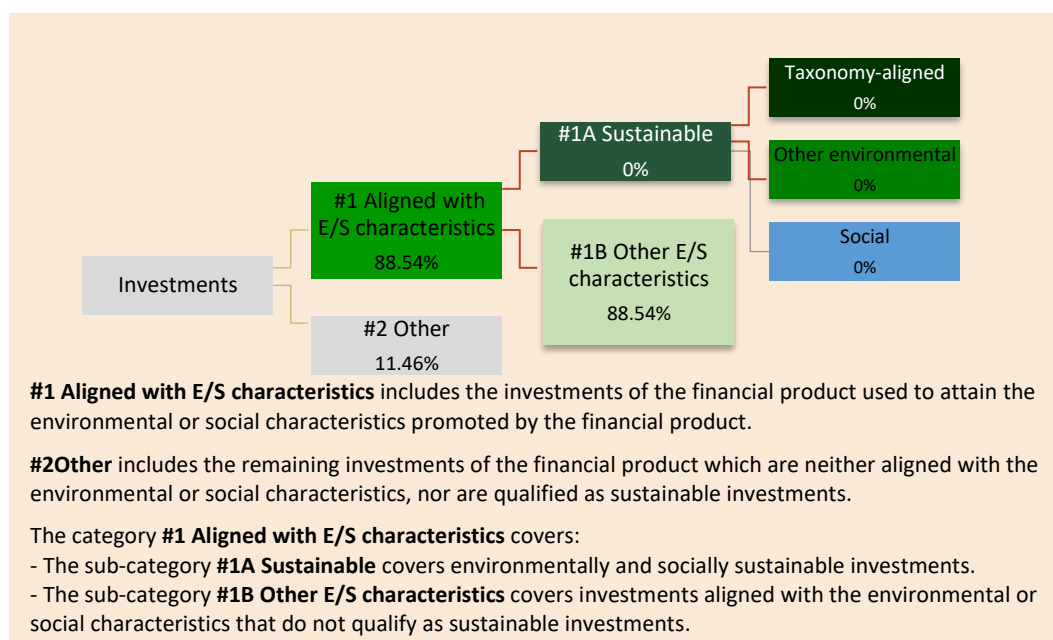 Taxonomy-aligned
0%
#1A Sustainable
0%
Other environmental
0%
#1 Aligned with
E/S characteristics
88.54%
Social
0%
#1B Other E/S
characteristics
88.54%
Investments
#2 Other
11.46%
#1 Aligned with E/S characteristics includes the investments of the financial product used to attain the
environmental or social characteristics promoted by the financial product.
#2Other includes the remaining investments of the financial product which are neither aligned with the
environmental or social characteristics, nor are qualified as sustainable investments.
The category #1 Aligned with E/S characteristics covers:
- The sub-category #1A Sustainable covers environmentally and socially sustainable investments.
- The sub-category #1B Other E/S characteristics covers investments aligned with the environmental or
social characteristics that do not qualify as sustainable investments.